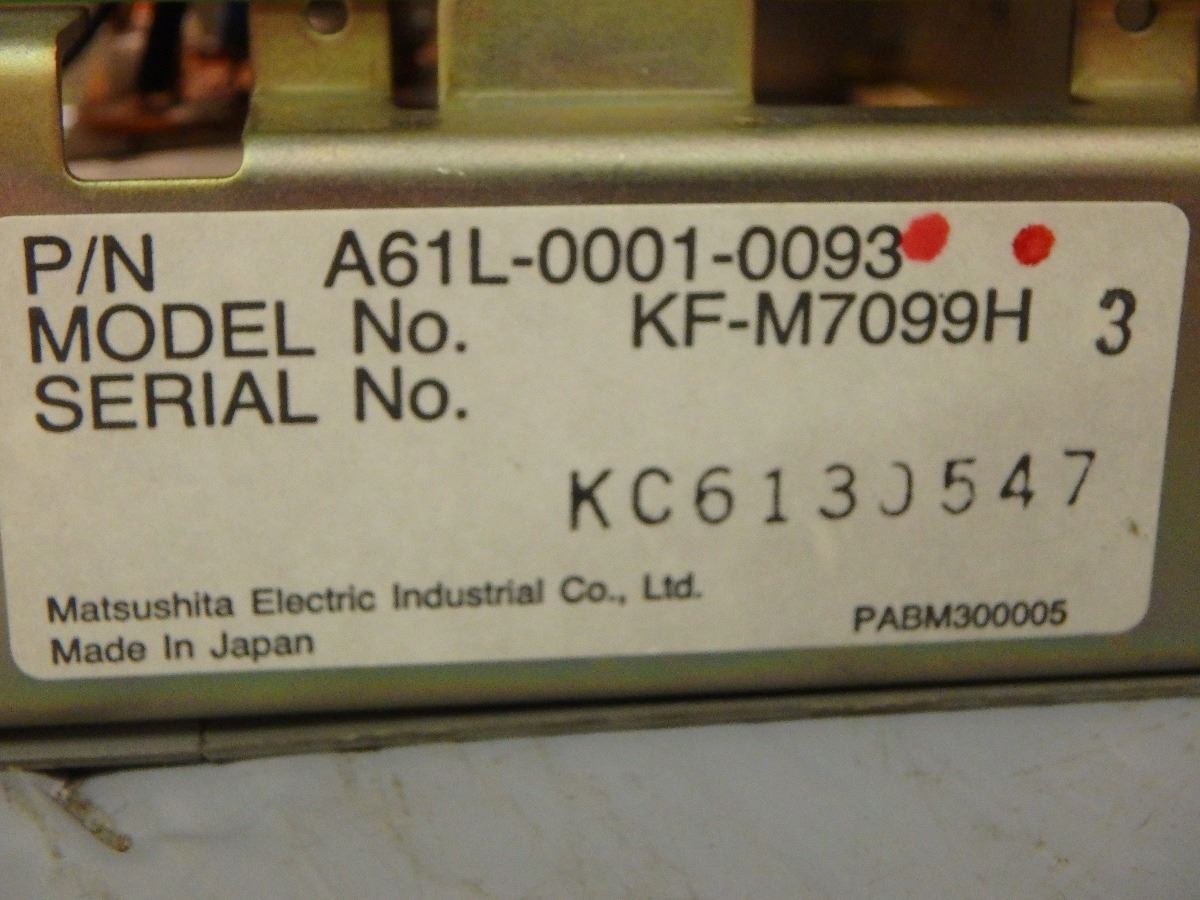 P/N A61L-0001-0093
MODEL No. KF-M7099H 3
SERIAL No.
KC6130547
Matsushita Electric Industrial Co., Ltd.
Made In Japan PABM300005